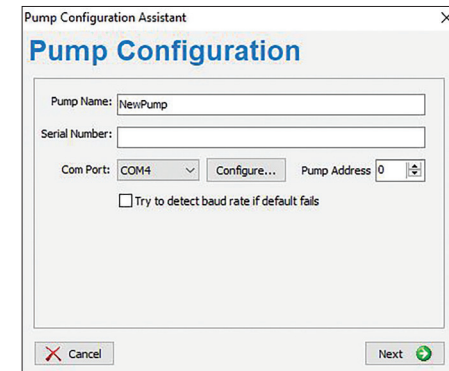 Pump Configuration Assistant
Pump Configuration
Pump Name: NewPump
Serial Number:
Com Port: COM4 Configure... Pump Address 0
Try to detect baud rate if default fails
Cancel Next